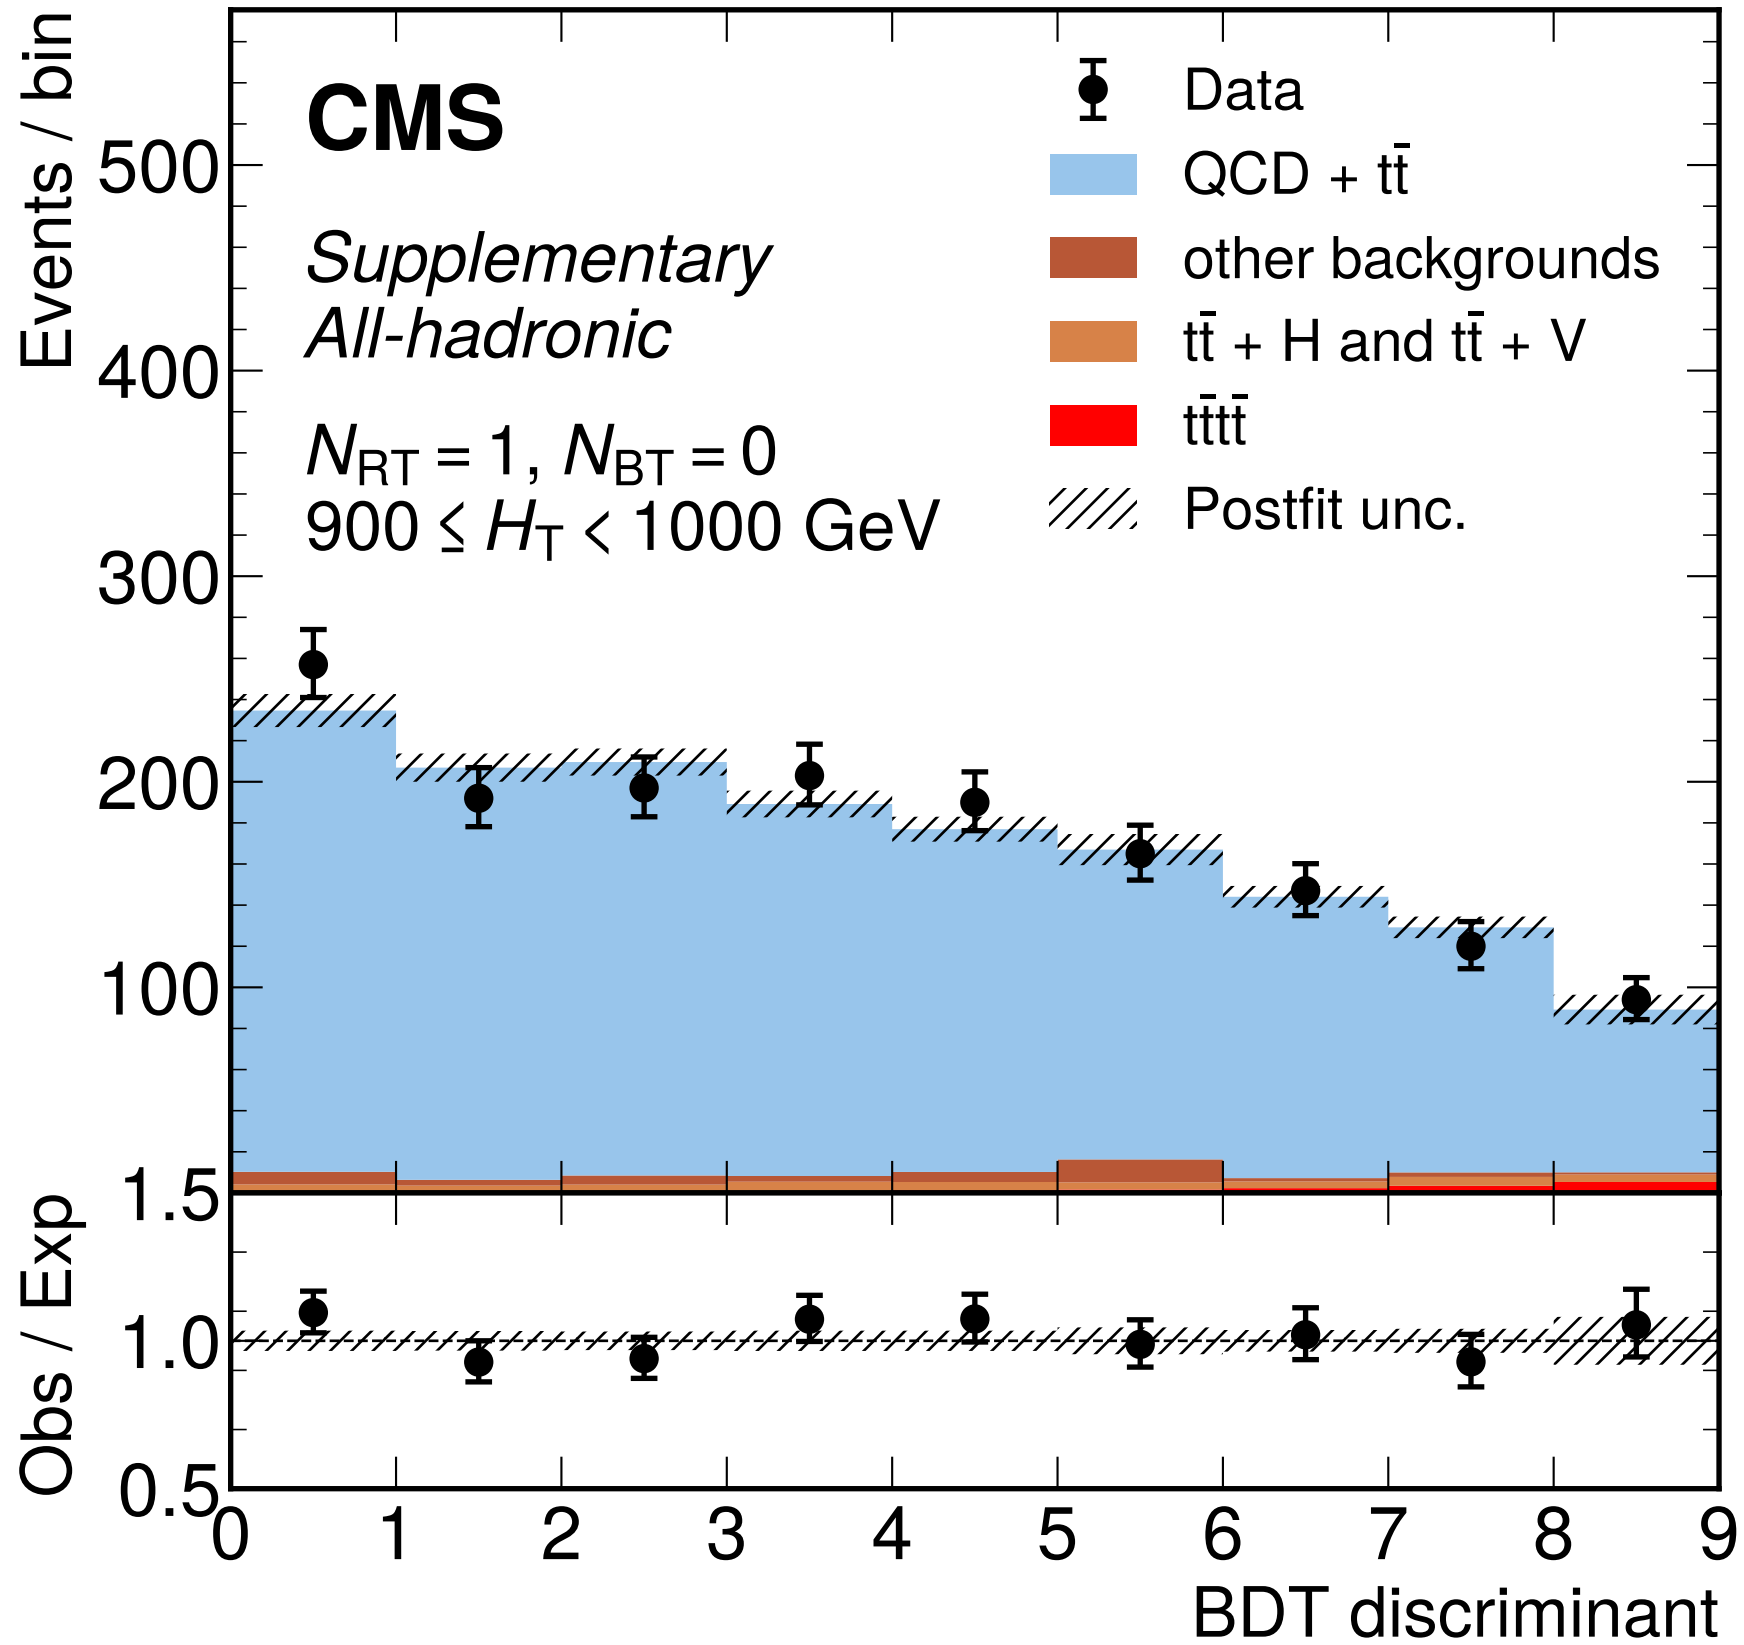 Events / bin
500
400
300
200
100
CMS
Supplementary
All-hadronic
N_RT = 1, N_BT = 0
900 ≤ H_T < 1000 GeV
Data
QCD + tt̄
other backgrounds
tt̄ + H and tt̄ + V
tt̄tt̄
Postfit unc.
Obs / Exp
1.5
1.0
0.5
0 1 2 3 4 5 6 7 8 9
BDT discriminant